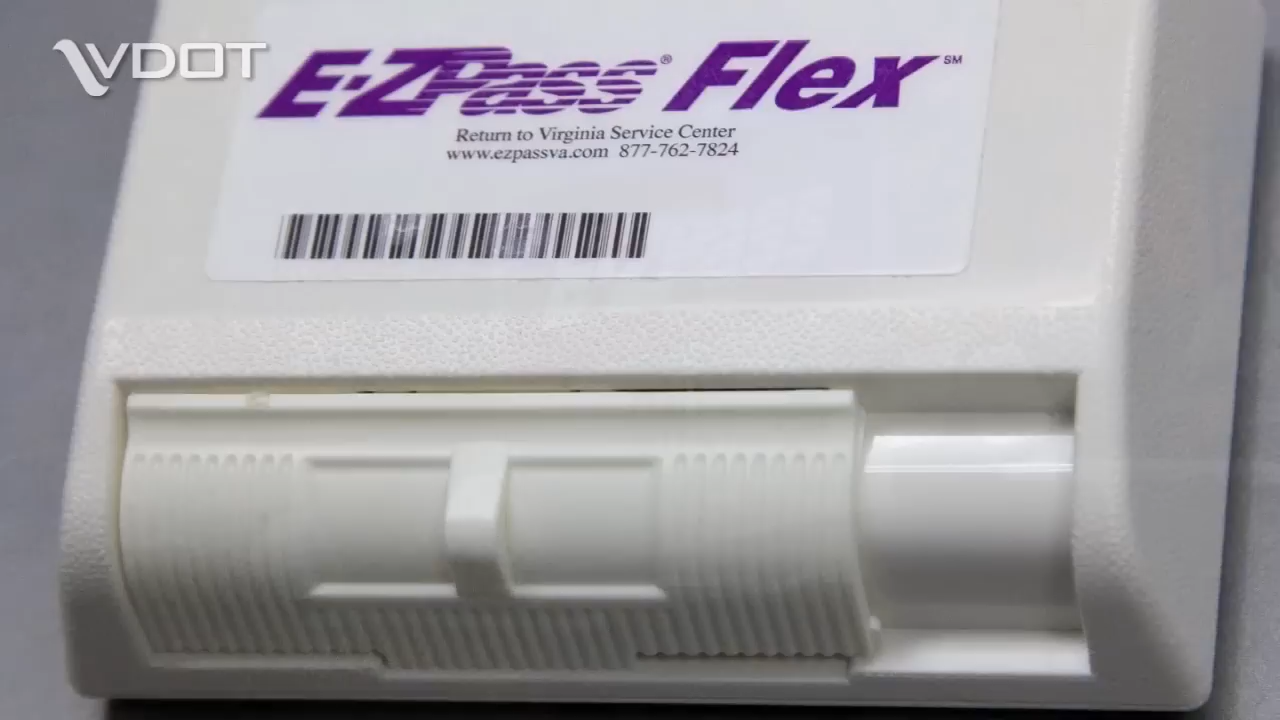 VDOT
E-ZPass® Flex℠
Return to Virginia Service Center
www.ezpassva.com 877-762-7824